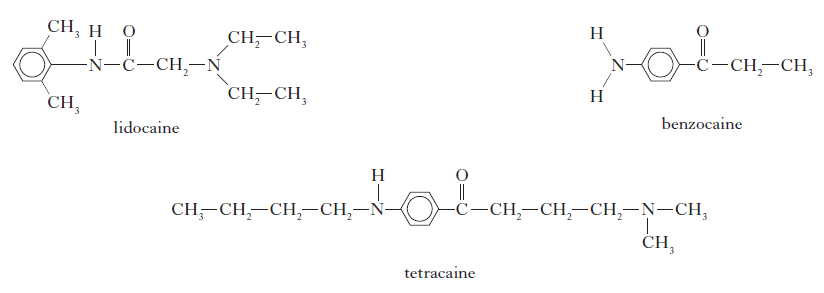 CH₃ H O
CH₂—CH₃
N—C—CH₂—N
CH₂—CH₃
CH₃
lidocaine
H O
N C—CH₂—CH₃
H
benzocaine
H O
CH₃—CH₂—CH₂—CH₂—N C—CH₂—CH₂—CH₂—N—CH₃
CH₃
tetracaine